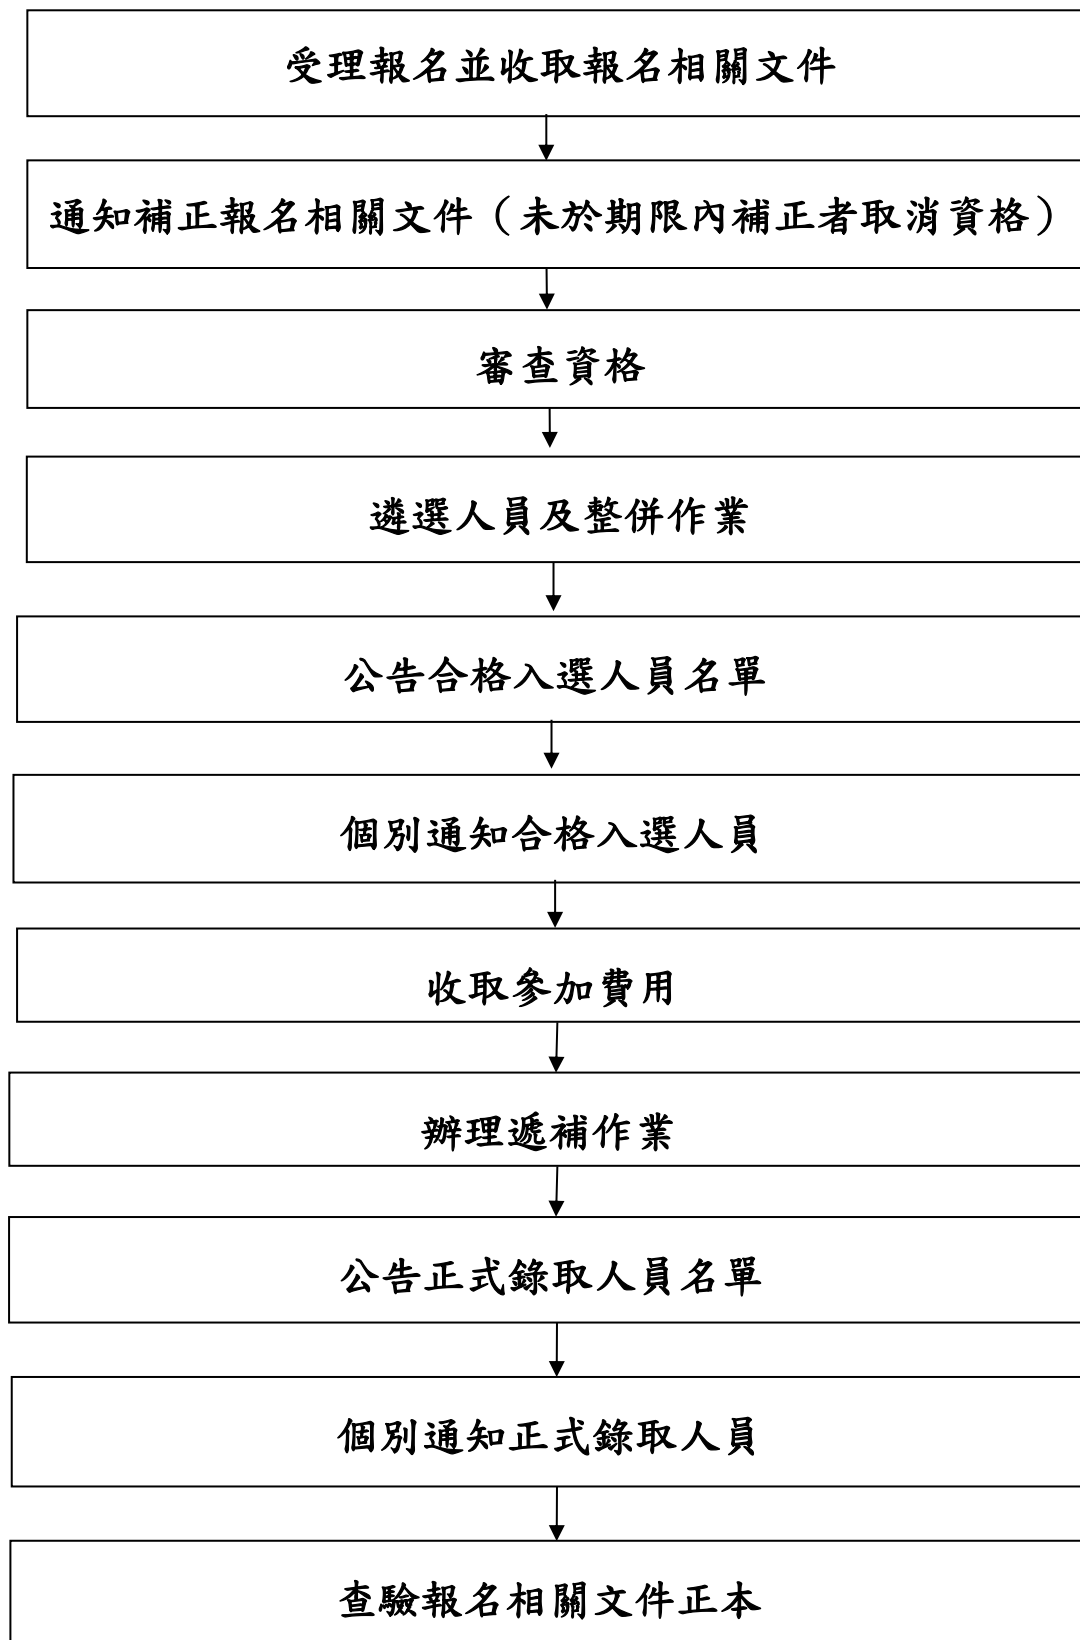 受理報名並收取報名相關文件
通知補正報名相關文件（未於期限內補正者取消資格）
審查資格
遴選人員及整併作業
公告合格入選人員名單
個別通知合格入選人員
收取參加費用
辦理遞補作業
公告正式錄取人員名單
個別通知正式錄取人員
查驗報名相關文件正本